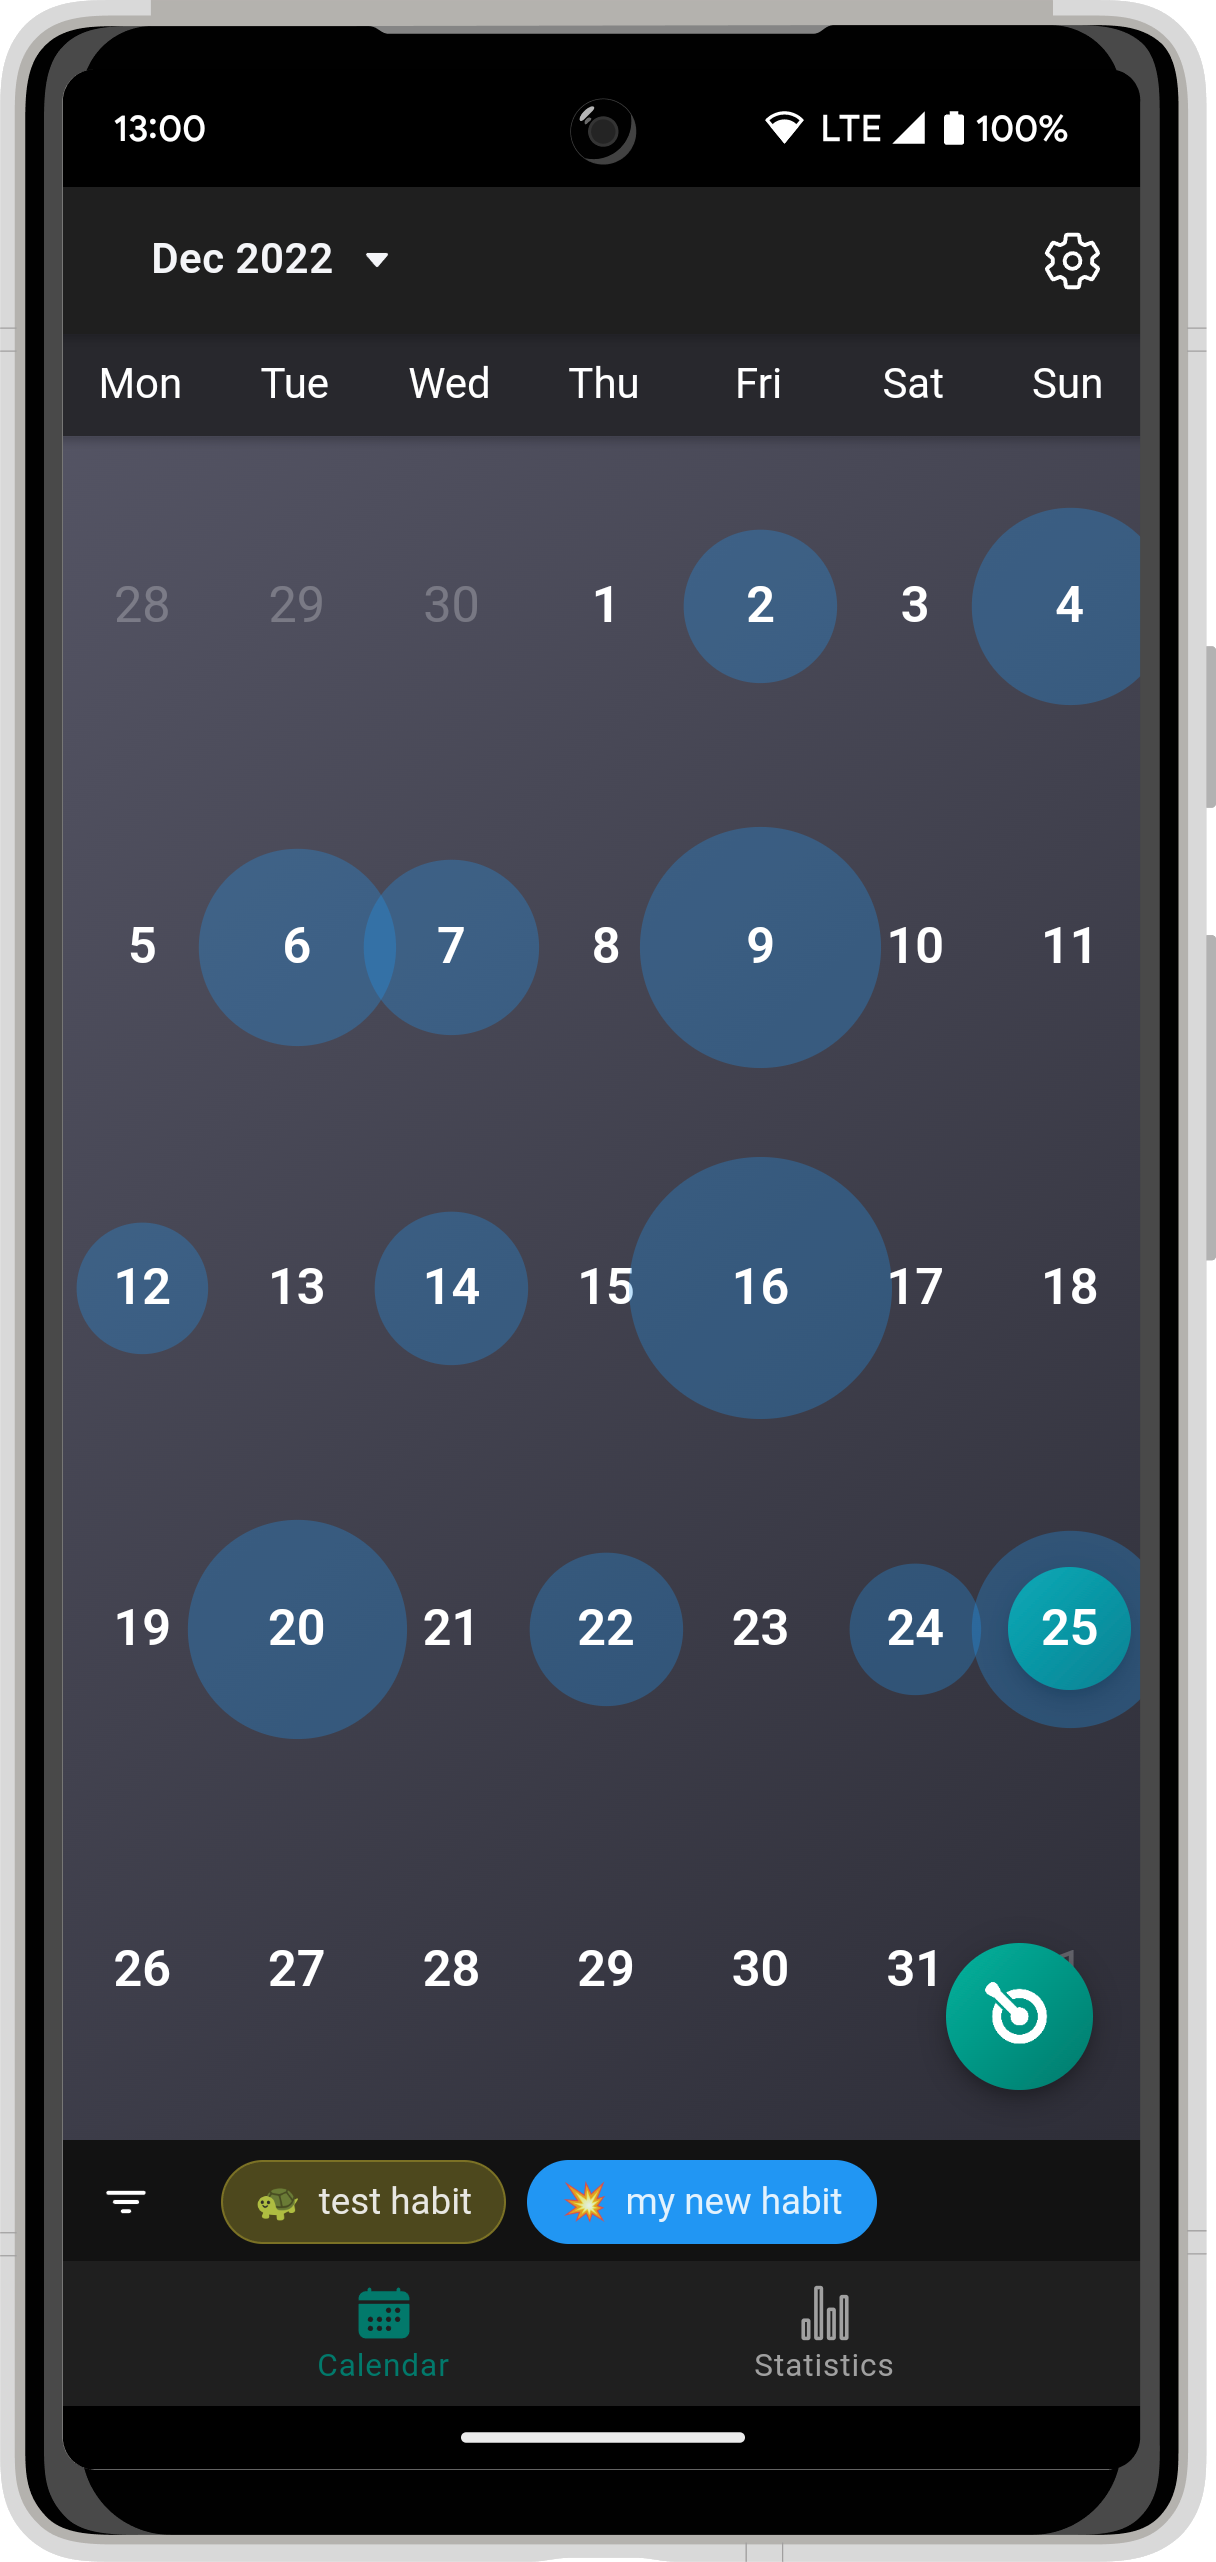 13:00 LTE 100%
Dec 2022
Mon Tue Wed Thu Fri Sat Sun
28 29 30 1 2 3 4
5 6 7 8 9 10 11
12 13 14 15 16 17 18
19 20 21 22 23 24 25
26 27 28 29 30 31 1
test habit my new habit
Calendar Statistics